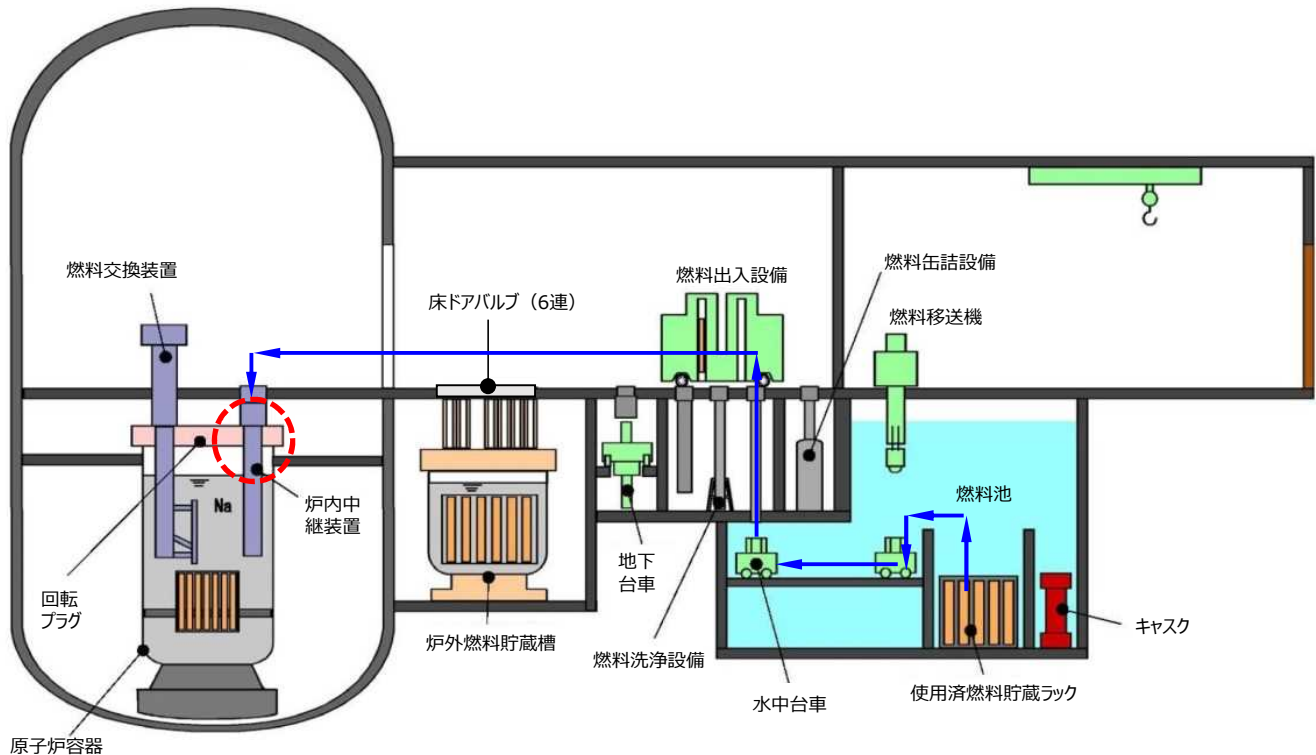 燃料交換装置
床ドアバルブ（6連）
燃料出入設備
燃料缶詰設備
燃料移送機
Na
炉内中
継装置
燃料池
回転
プラグ
地下
台車
炉外燃料貯蔵槽
燃料洗浄設備
キャスク
水中台車
使用済燃料貯蔵ラック
原子炉容器